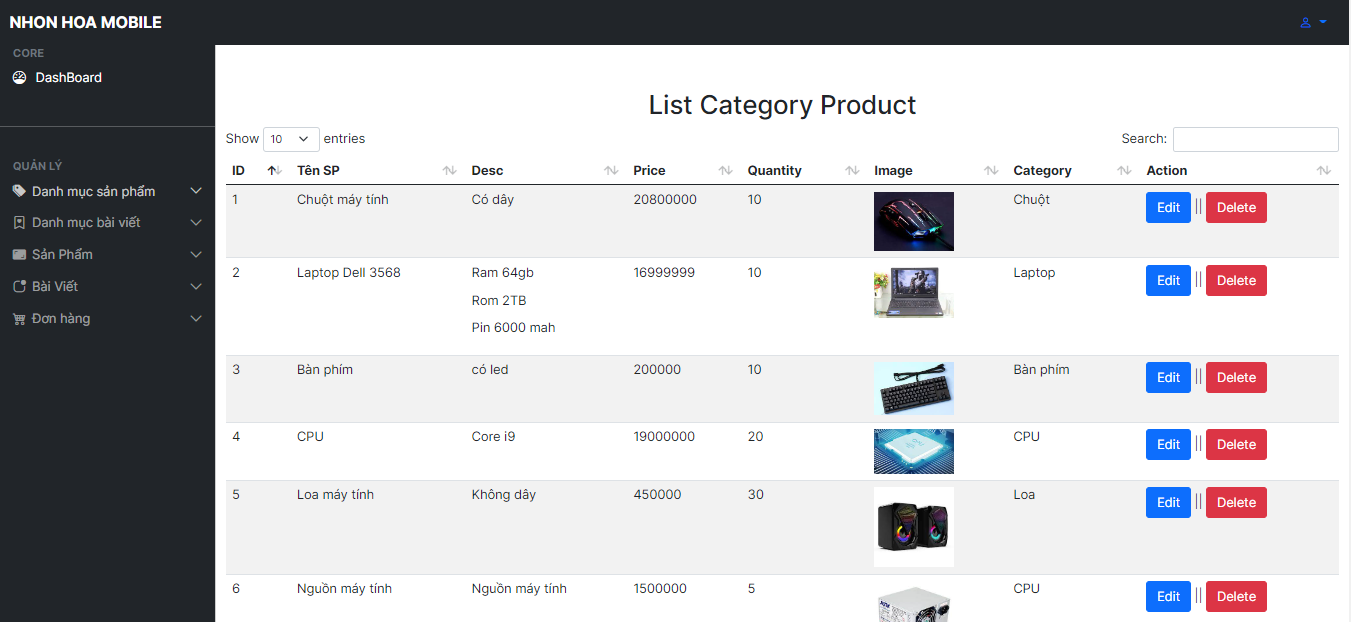 NHON HOA MOBILE
CORE
DashBoard
QUẢN LÝ
Danh mục sản phẩm
Danh mục bài viết
Sản Phẩm
Bài Viết
Đơn hàng
List Category Product
Show 10 entries
Search:
ID Tên SP Desc Price Quantity Image Category Action
1 Chuột máy tính Có dây 20800000 10 Chuột Edit || Delete
2 Laptop Dell 3568 Ram 64gb 16999999 10 Laptop Edit || Delete
Rom 2TB
Pin 6000 mah
3 Bàn phím có led 200000 10 Bàn phím Edit || Delete
4 CPU Core i9 19000000 20 CPU Edit || Delete
5 Loa máy tính Không dây 450000 30 Loa Edit || Delete
6 Nguồn máy tính Nguồn máy tính 1500000 5 CPU Edit || Delete